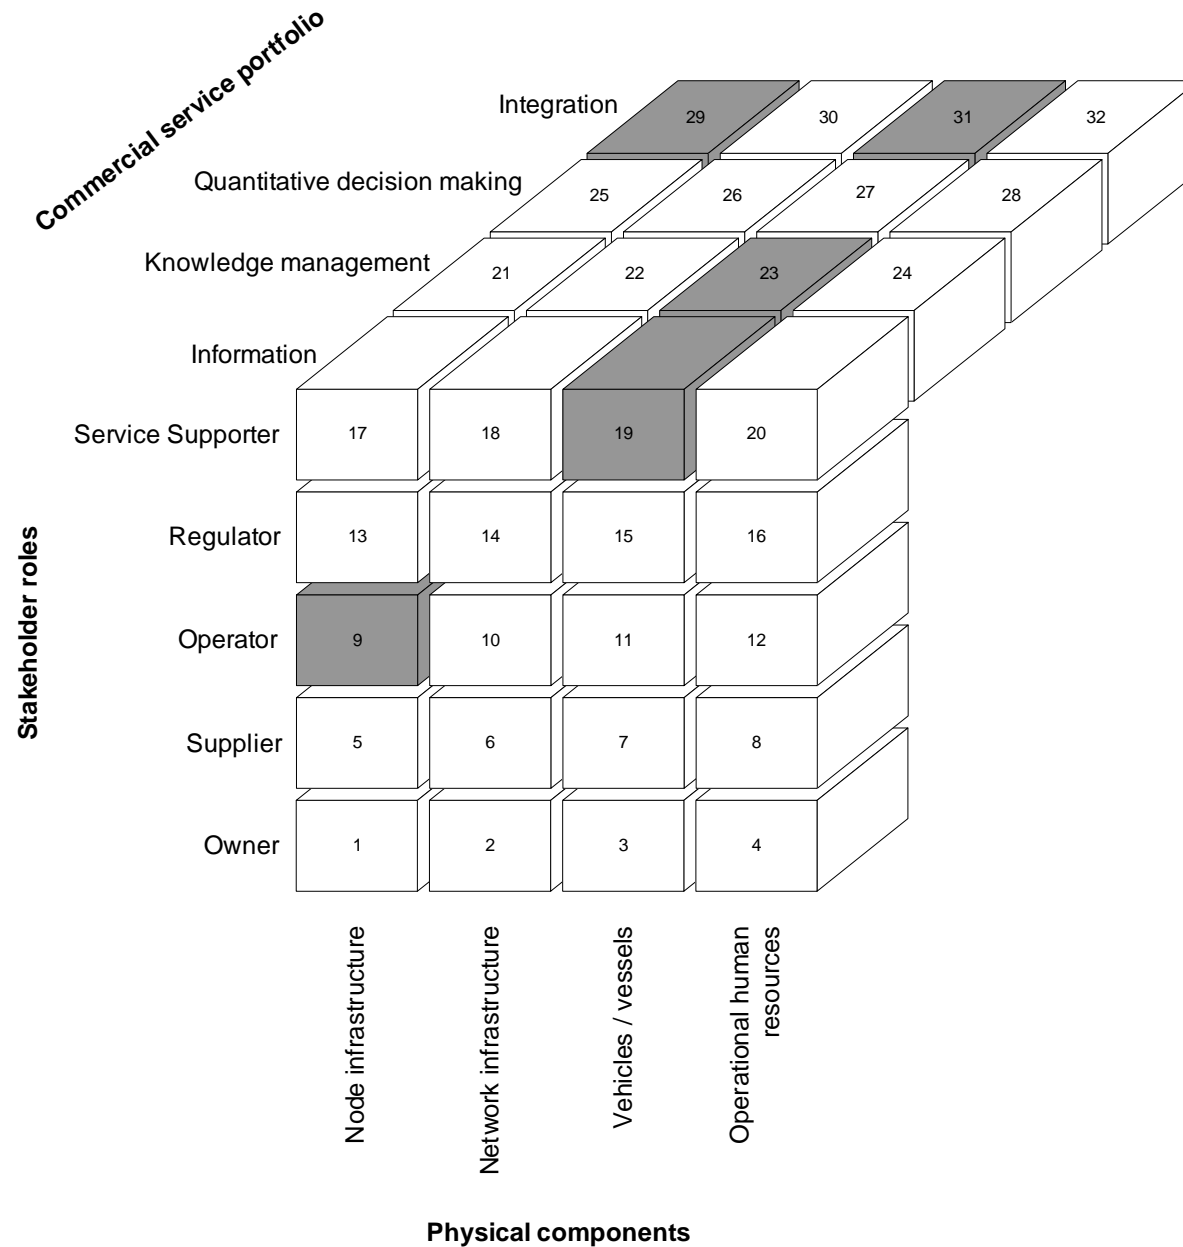 Commercial service portfolio
Integration
29
30
31
32
Quantitative decision making
25
26
27
28
Knowledge management
21
22
23
24
Information
Service Supporter
17
18
19
20
Regulator
13
14
15
16
Operator
9
10
11
12
Supplier
5
6
7
8
Owner
1
2
3
4
Stakeholder roles
Node infrastructure
Network infrastructure
Vehicles / vessels
Operational human
resources
Physical components